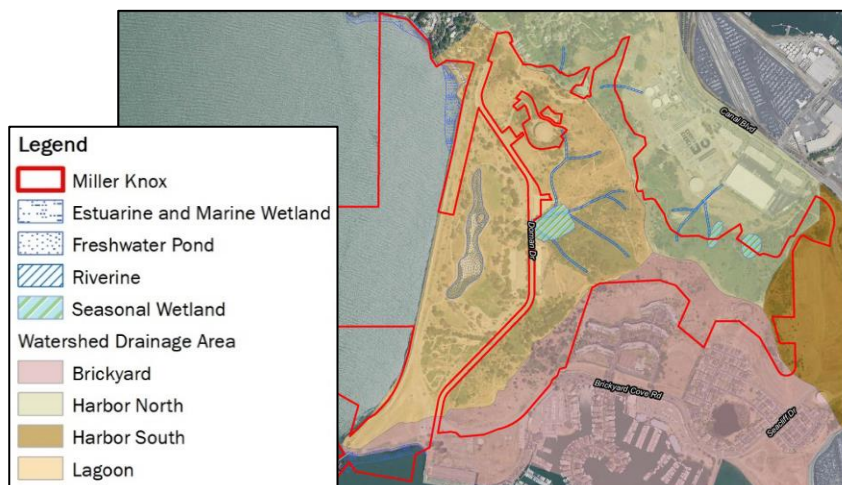 Legend
Miller Knox
Estuarine and Marine Wetland
Freshwater Pond
Riverine
Seasonal Wetland
Watershed Drainage Area
Brickyard
Harbor North
Harbor South
Lagoon
Canal Blvd
Dornan Dr
Brickyard Cove Rd
Seacliff Dr